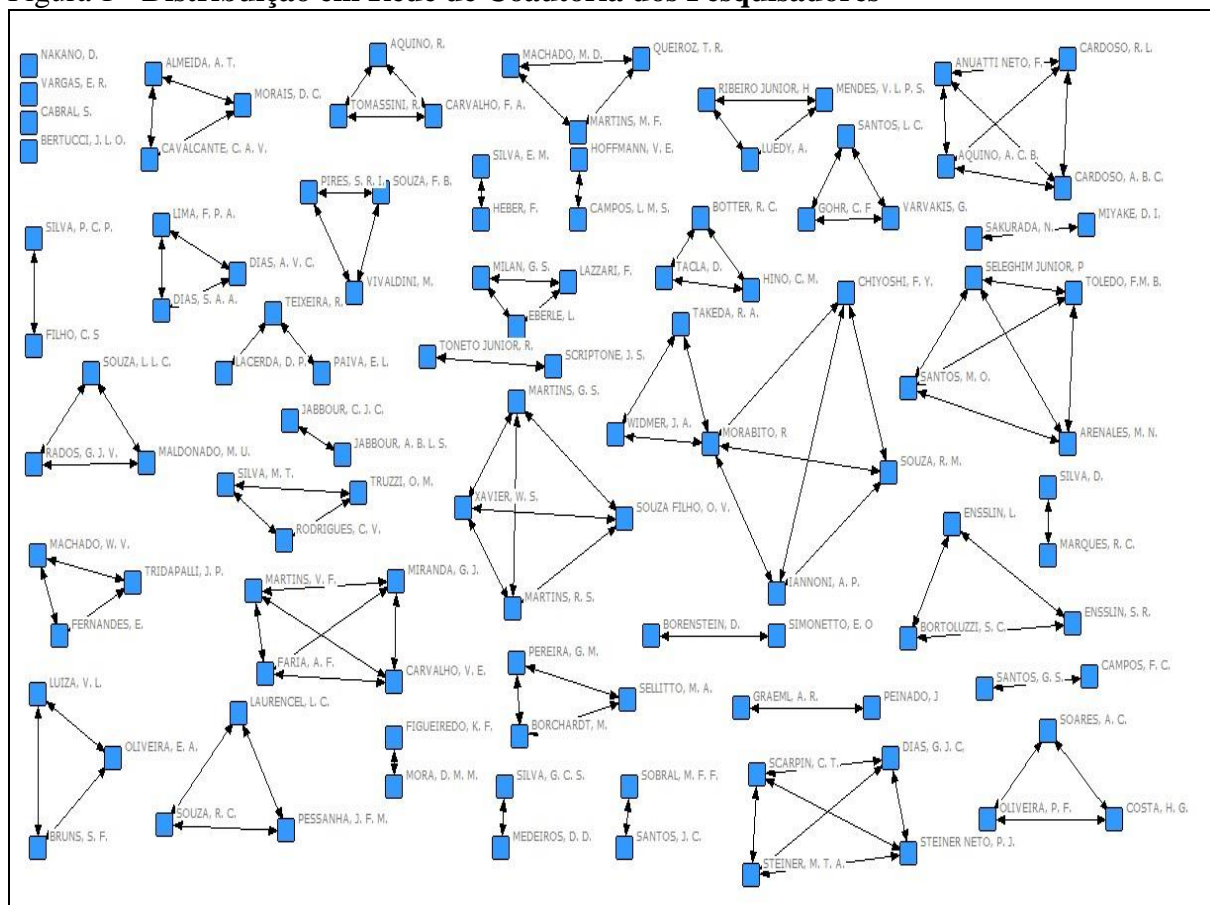 Figura 1 - Distribuição em Rede de Coautoria dos Pesquisadores
NAKANO, D.
VARGAS, E. R.
CABRAL, S.
BERTUCCI, J. L. O.
ALMEIDA, A. T.
MORAIS, D. C.
CAVALCANTE, C. A. V.
AQUINO, R.
TOMASSINI, R.
CARVALHO, F. A.
MACHADO, M. D.
QUEIROZ, T. R.
MARTINS, M. F.
HOFFMANN, V. E.
CAMPOS, L. M. S.
SILVA, E. M.
HEBER, F.
RIBEIRO JUNIOR, H
MENDES, V. L. P. S.
LUEDY, A.
SANTOS, L. C.
GOHR, C. F
VARVAKIS, G.
ANUATTI NETO, F.
CARDOSO, R. L.
AQUINO, A. C. B.
CARDOSO, A. B. C.
SAKURADA, N.
MIYAKE, D. I.
SILVA, P. C. P.
FILHO, C. S
LIMA, F. P. A.
DIAS, A. V. C.
DIAS, S. A. A.
PIRES, S. R. I.
SOUZA, F. B.
VIVALDINI, M.
TEIXEIRA, R.
LACERDA, D. P.
PAIVA, E. L.
MILAN, G. S.
LAZZARI, F.
EBERLE, L.
BOTTER, R. C.
TACLA, D.
HINO, C. M.
TONETO JUNIOR, R.
SCRIPTONE, J. S.
TAKEDA, R. A.
CHIYOSHI, F. Y.
WIDMER, J. A.
MORABITO, R
SOUZA, R. M.
IANNONI, A. P.
SELEGHIM JUNIOR, P
TOLEDO, F.M. B.
SANTOS, M. O.
ARENALES, M. N.
SOUZA, L. L. C.
RADOS, G. J. V.
MALDONADO, M. U.
JABBOUR, C. J. C.
JABBOUR, A. B. L. S.
SILVA, M. T.
TRUZZI, O. M.
RODRIGUES, C. V.
MARTINS, G. S.
XAVIER, W. S.
SOUZA FILHO, O. V.
MARTINS, R. S.
SILVA, D.
MARQUES, R. C.
ENSSLIN, L.
ENSSLIN, S. R.
BORTOLUZZI, S. C.
MACHADO, W. V.
TRIDAPALLI, J. P.
FERNANDES, E.
MARTINS, V. F.
MIRANDA, G. J.
FARIA, A. F.
CARVALHO, V. E.
BORENSTEIN, D.
SIMONETTO, E. O
PEREIRA, G. M.
SELLITTO, M. A.
BORCHARDT, M.
SANTOS, G. S.
CAMPOS, F. C.
GRAEML, A. R.
PEINADO, J
LUIZA, V. L.
OLIVEIRA, E. A.
BRUNS, S. F.
LAURENCEL, L. C.
SOUZA, R. C.
PESSANHA, J. F. M.
FIGUEIREDO, K. F.
MORA, D. M. M.
SILVA, G. C. S.
MEDEIROS, D. D.
SOBRAL, M. F. F.
SANTOS, J. C.
SCARPIN, C. T.
DIAS, G. J. C.
STEINER, M. T. A.
STEINER NETO, P. J.
SOARES, A. C.
OLIVEIRA, P. F.
COSTA, H. G.